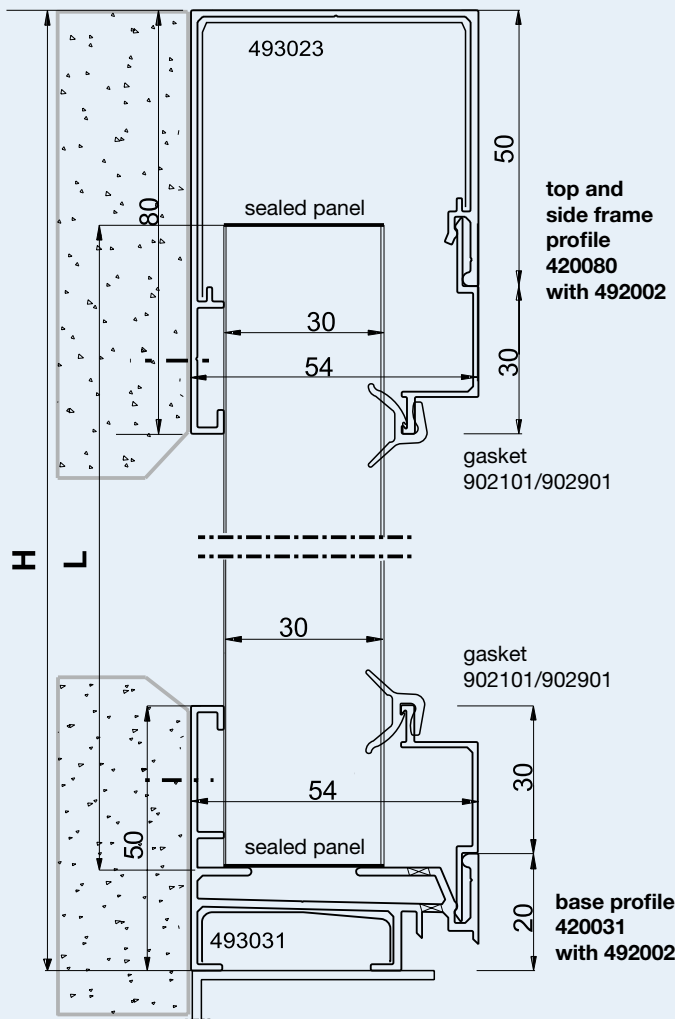 493023
50
top and
side frame
profile
420080
with 492002
80
sealed panel
30
30
54
gasket
902101/902901
H
L
30
gasket
902101/902901
54
30
50
sealed panel
20
base profile
420031
with 492002
493031